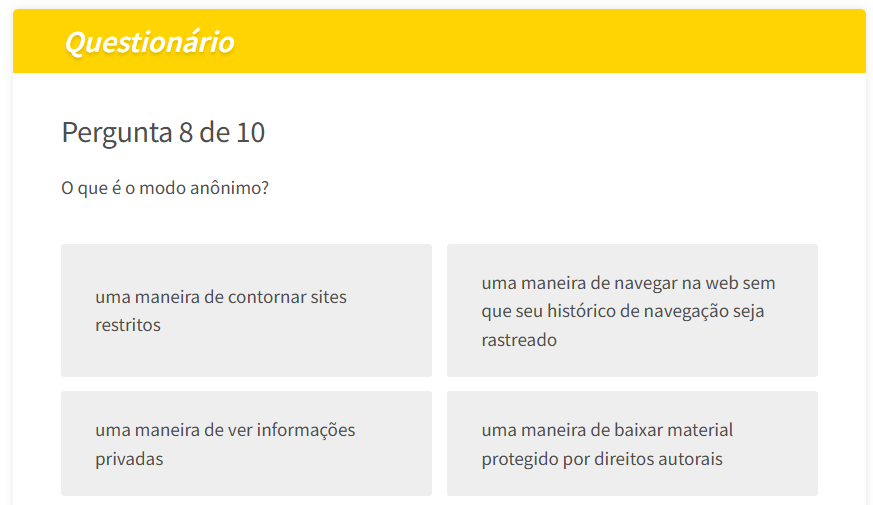 Questionário
Pergunta 8 de 10
O que é o modo anônimo?
uma maneira de contornar sites
restritos
uma maneira de navegar na web sem
que seu histórico de navegação seja
rastreado
uma maneira de ver informações
privadas
uma maneira de baixar material
protegido por direitos autorais